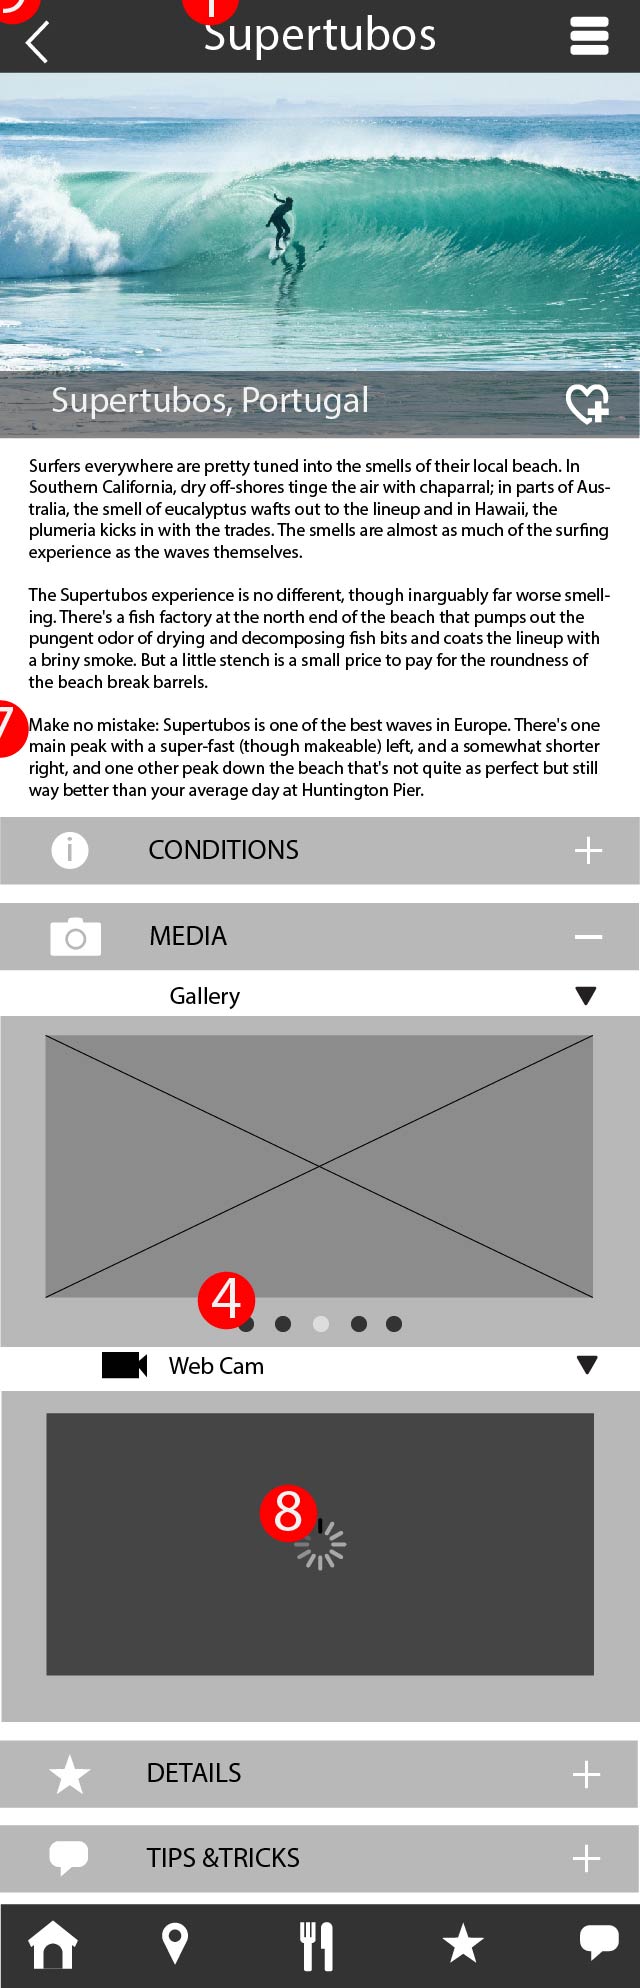 Supertubos
Supertubos, Portugal
Surfers everywhere are pretty tuned into the smells of their local beach. In
Southern California, dry off-shores tinge the air with chaparral; in parts of Aus-
tralia, the smell of eucalyptus wafts out to the lineup and in Hawaii, the
plumeria kicks in with the trades. The smells are almost as much of the surfing
experience as the waves themselves.
The Supertubos experience is no different, though inarguably far worse smell-
ing. There's a fish factory at the north end of the beach that pumps out the
pungent odor of drying and decomposing fish bits and coats the lineup with
a briny smoke. But a little stench is a small price to pay for the roundness of
the beach break barrels.
7
Make no mistake: Supertubos is one of the best waves in Europe. There's one
main peak with a super-fast (though makeable) left, and a somewhat shorter
right, and one other peak down the beach that's not quite as perfect but still
way better than your average day at Huntington Pier.
i CONDITIONS
MEDIA
Gallery
4
Web Cam
8
DETAILS
TIPS &TRICKS